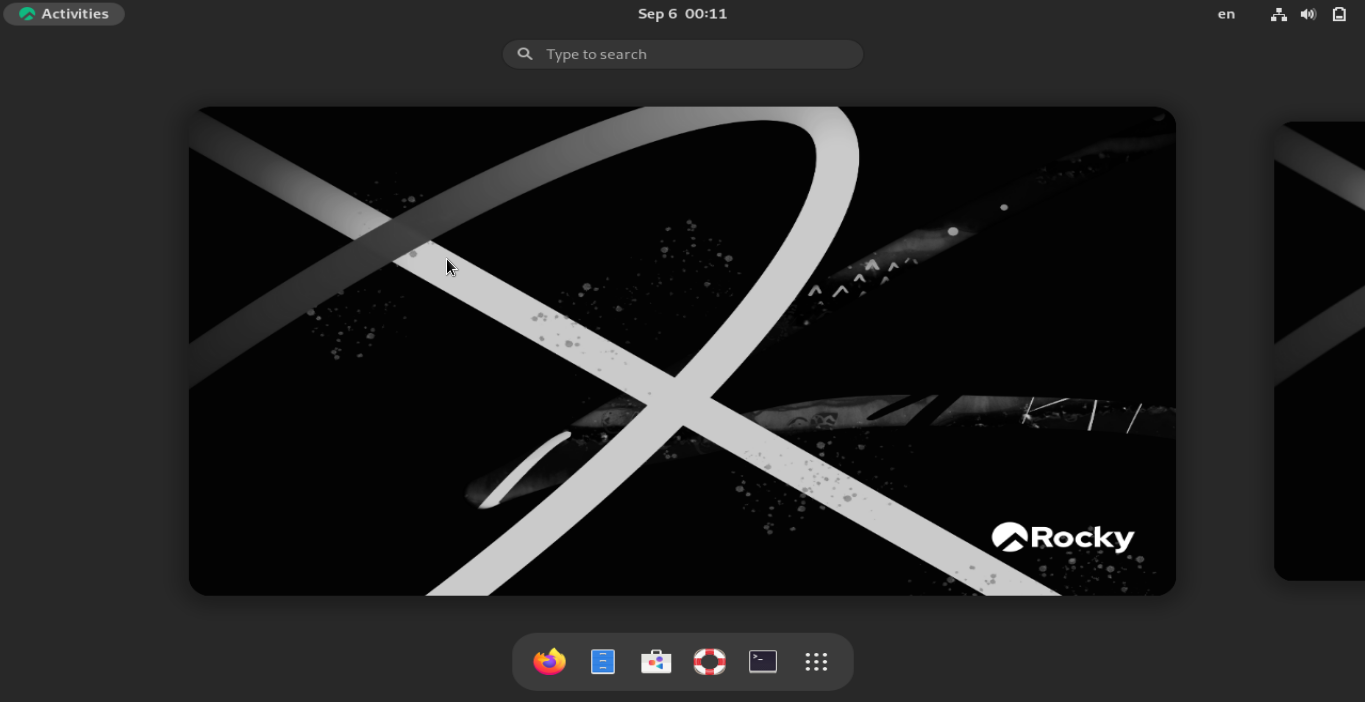 Activities
Sep 6 00:11
en
Type to search
Rocky
>_